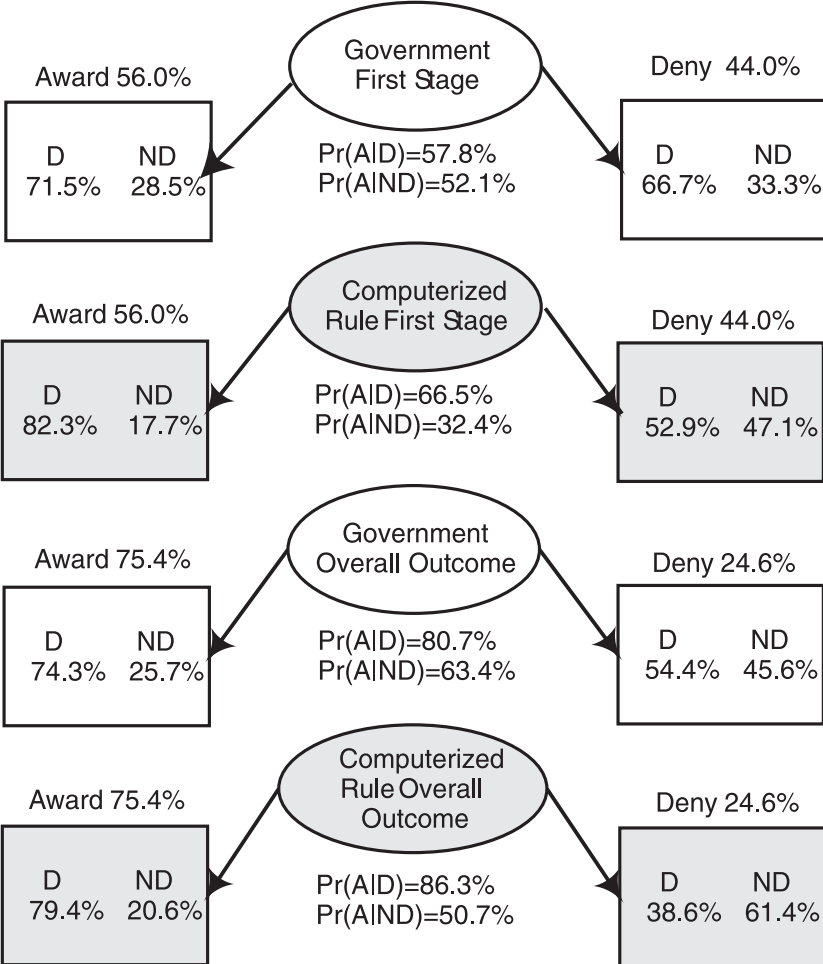 Government
First Stage
Award 56.0%
Deny 44.0%
D ND
71.5% 28.5%
Pr(A|D)=57.8%
Pr(A|ND)=52.1%
D ND
66.7% 33.3%
Computerized
Rule First Stage
Award 56.0%
Deny 44.0%
D ND
82.3% 17.7%
Pr(A|D)=66.5%
Pr(A|ND)=32.4%
D ND
52.9% 47.1%
Government
Overall Outcome
Award 75.4%
Deny 24.6%
D ND
74.3% 25.7%
Pr(A|D)=80.7%
Pr(A|ND)=63.4%
D ND
54.4% 45.6%
Computerized
Rule Overall
Outcome
Award 75.4%
Deny 24.6%
D ND
79.4% 20.6%
Pr(A|D)=86.3%
Pr(A|ND)=50.7%
D ND
38.6% 61.4%